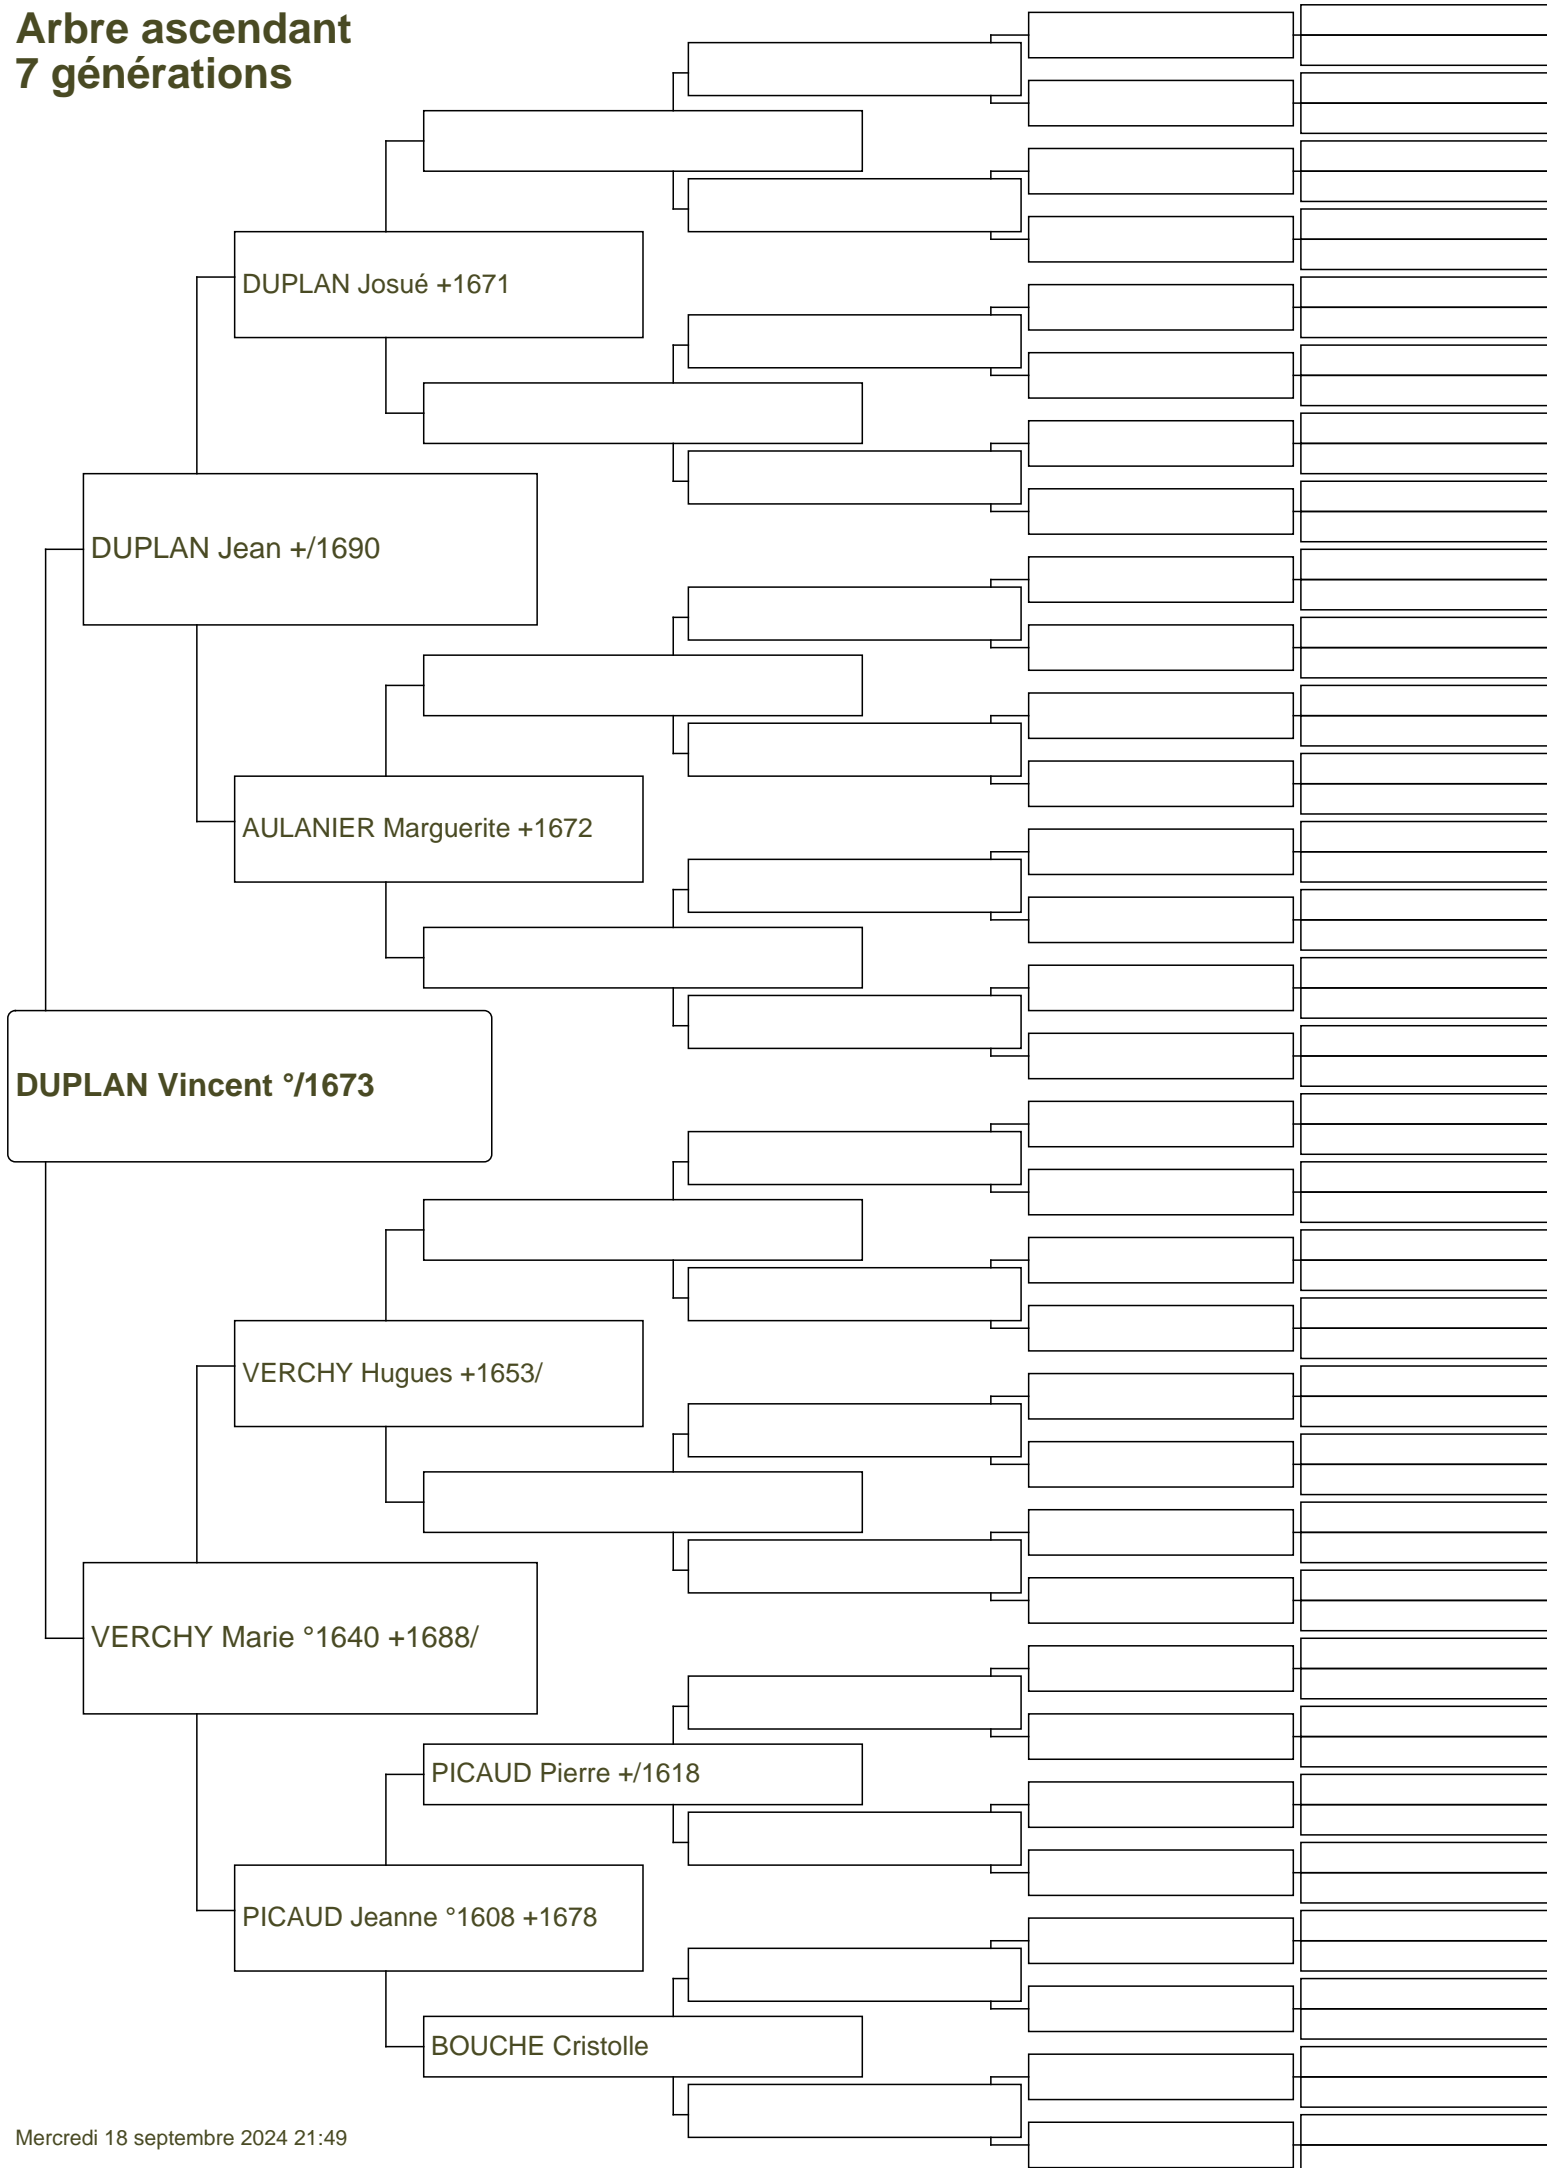 Arbre ascendant
7 générations
DUPLAN Josué +1671
DUPLAN Jean +/1690
AULANIER Marguerite +1672
DUPLAN Vincent °/1673
VERCHY Hugues +1653/
VERCHY Marie °1640 +1688/
PICAUD Pierre +/1618
PICAUD Jeanne °1608 +1678
BOUCHE Cristolle
Mercredi 18 septembre 2024 21:49